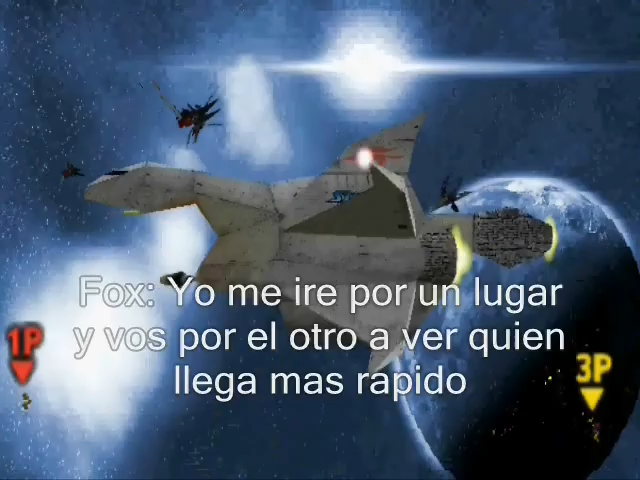 Fox: Yo me ire por un lugar
y vos por el otro a ver quien
llega mas rapido
1P
3P